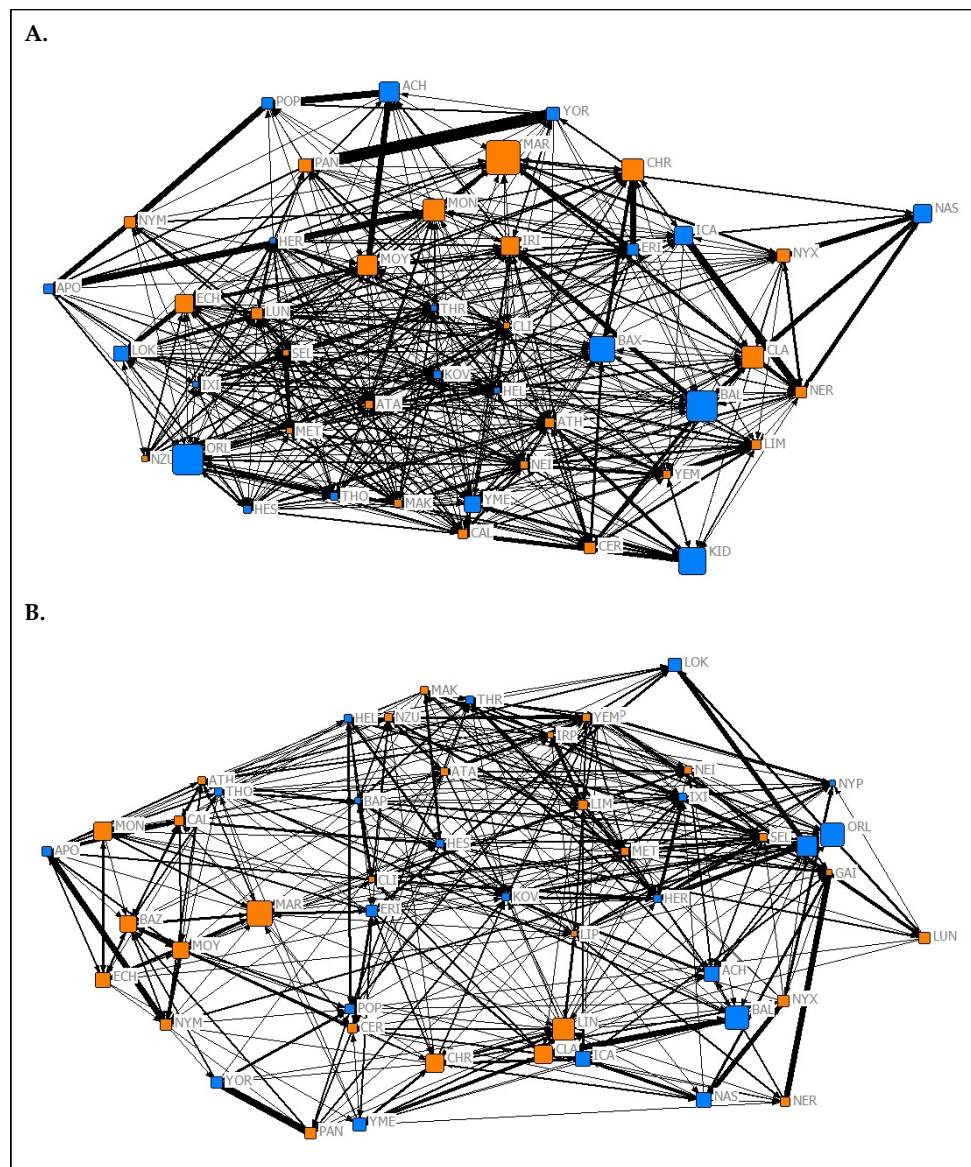 A.
ACH
POP
YOR
MAR
PAN
CHR
MON
NAS
NYM
ICA
HER
IRI
ERI
NYX
MOY
APO
ECH
LUN
THR
CLI
BAX
LOK
SEL
CLA
KOV
IXI
HEL
NER
BAL
ATA
ATH
MET
LIM
ORL
NZU
NEI
YEM
THO
MAK
YME
HES
CAL
CER
KID
B.
LOK
MAK
THR
HEL
NZU
YEMP
IRP
NEI
ATA
ATH
NYP
THO
BAP
IXI
LIM
CAL
MON
ORL
SEL
HES
APO
MET
GAI
CLI
KOV
HER
MAR
ERI
BAZ
LIP
LUN
MOY
ACH
ECH
NYX
POP
BAL
NYM
CER
LIN
CLA
ICA
CHR
YOR
NAS
NER
YME
PAN